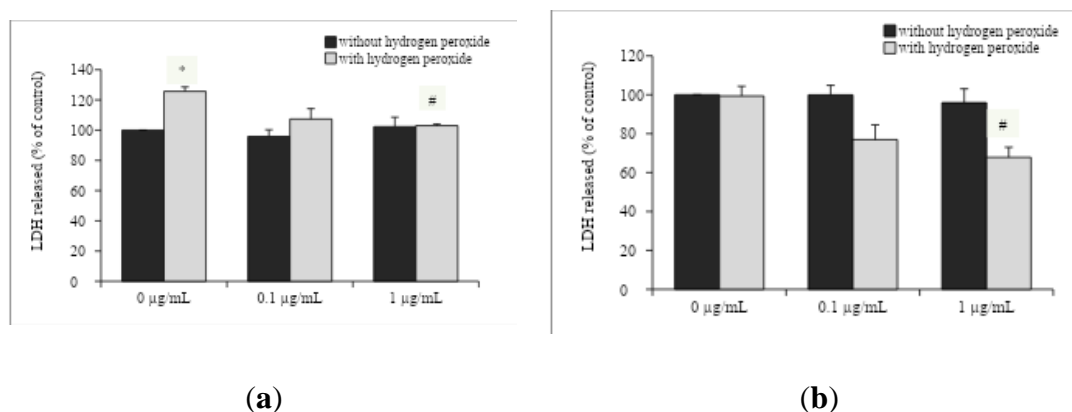 without hydrogen peroxide
with hydrogen peroxide
LDH released (% of control)
140
120
100
80
60
40
20
0
*
#
0 µg/mL
0.1 µg/mL
1 µg/mL
(a)
without hydrogen peroxide
with hydrogen peroxide
LDH released (% of control)
120
100
80
60
40
20
0
#
0 µg/mL
0.1 µg/mL
1 µg/mL
(b)